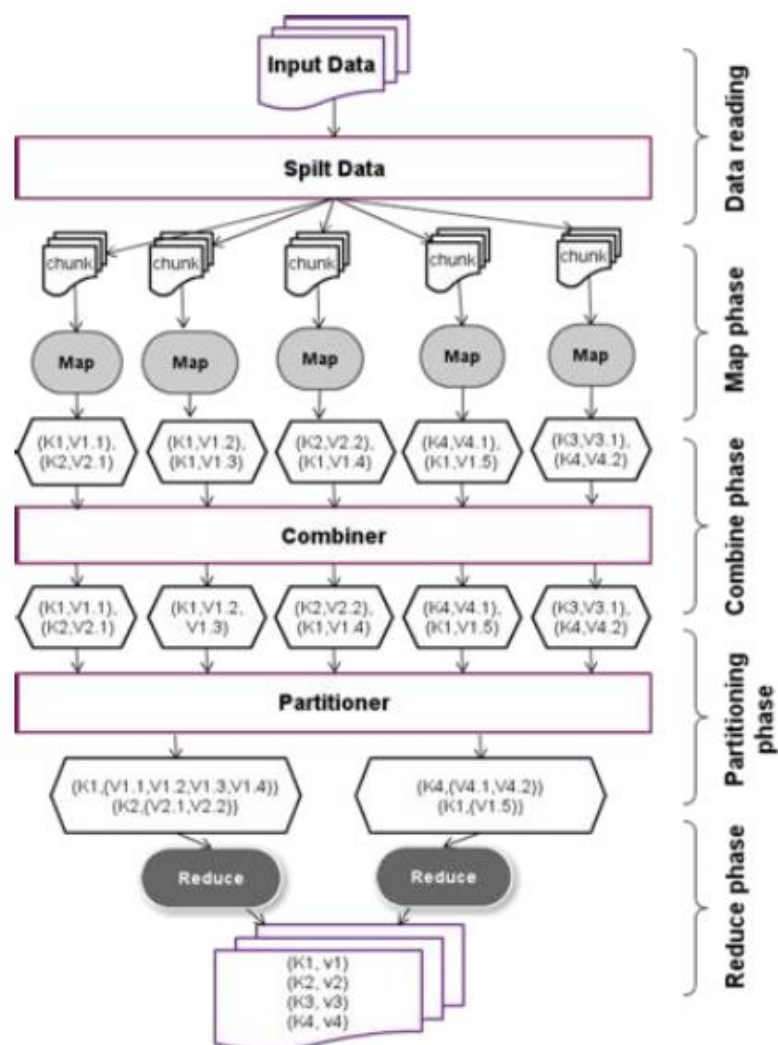 Input Data
Spilt Data
chunk
chunk
chunk
chunk
chunk
Map
Map
Map
Map
Map
(K1,V1.1),
(K2,V2.1)
(K1,V1.2),
(K1,V1.3)
(K2,V2.2),
(K1,V1.4)
(K4,V4.1),
(K1,V1.5)
(K3,V3.1),
(K4,V4.2)
Combiner
(K1,V1.1),
(K2,V2.1)
(K1,V1.2,
V1.3)
(K2,V2.2),
(K1,V1.4)
(K4,V4.1),
(K1,V1.5)
(K3,V3.1),
(K4,V4.2)
Partitioner
(K1,(V1.1,V1.2,V1.3,V1.4))
(K2,(V2.1,V2.2))
(K4,(V4.1,V4.2))
(K1,(V1.5))
Reduce
Reduce
(K1, v1)
(K2, v2)
(K3, v3)
(K4, v4)
Data reading
Map phase
Combine phase
Partitioning
phase
Reduce phase